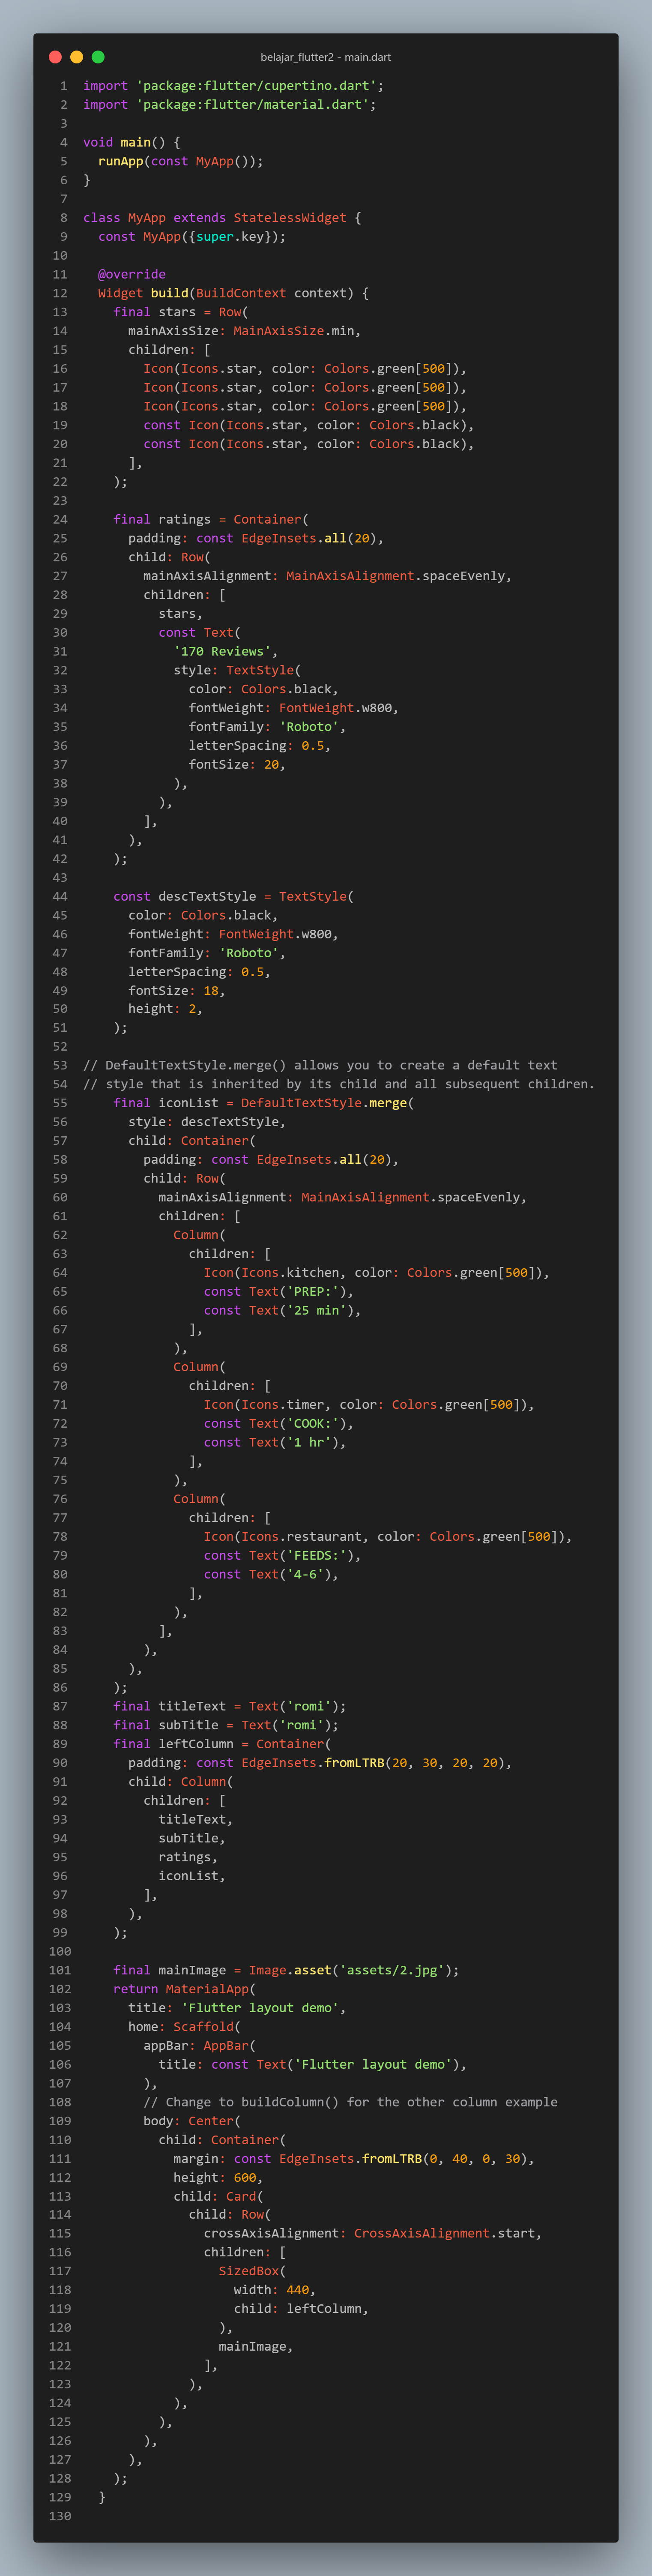 belajar_flutter2 - main.dart
1 import 'package:flutter/cupertino.dart';
2 import 'package:flutter/material.dart';
3
4 void main() {
5   runApp(const MyApp());
6 }
7
8 class MyApp extends StatelessWidget {
9   const MyApp({super.key});
10
11   @override
12   Widget build(BuildContext context) {
13     final stars = Row(
14       mainAxisSize: MainAxisSize.min,
15       children: [
16         Icon(Icons.star, color: Colors.green[500]),
17         Icon(Icons.star, color: Colors.green[500]),
18         Icon(Icons.star, color: Colors.green[500]),
19         const Icon(Icons.star, color: Colors.black),
20         const Icon(Icons.star, color: Colors.black),
21       ],
22     );
23
24     final ratings = Container(
25       padding: const EdgeInsets.all(20),
26       child: Row(
27         mainAxisAlignment: MainAxisAlignment.spaceEvenly,
28         children: [
29           stars,
30           const Text(
31             '170 Reviews',
32             style: TextStyle(
33               color: Colors.black,
34               fontWeight: FontWeight.w800,
35               fontFamily: 'Roboto',
36               letterSpacing: 0.5,
37               fontSize: 20,
38             ),
39           ),
40         ],
41       ),
42     );
43
44     const descTextStyle = TextStyle(
45       color: Colors.black,
46       fontWeight: FontWeight.w800,
47       fontFamily: 'Roboto',
48       letterSpacing: 0.5,
49       fontSize: 18,
50       height: 2,
51     );
52
53 // DefaultTextStyle.merge() allows you to create a default text
54 // style that is inherited by its child and all subsequent children.
55     final iconList = DefaultTextStyle.merge(
56       style: descTextStyle,
57       child: Container(
58         padding: const EdgeInsets.all(20),
59         child: Row(
60           mainAxisAlignment: MainAxisAlignment.spaceEvenly,
61           children: [
62             Column(
63               children: [
64                 Icon(Icons.kitchen, color: Colors.green[500]),
65                 const Text('PREP:'),
66                 const Text('25 min'),
67               ],
68             ),
69             Column(
70               children: [
71                 Icon(Icons.timer, color: Colors.green[500]),
72                 const Text('COOK:'),
73                 const Text('1 hr'),
74               ],
75             ),
76             Column(
77               children: [
78                 Icon(Icons.restaurant, color: Colors.green[500]),
79                 const Text('FEEDS:'),
80                 const Text('4-6'),
81               ],
82             ),
83           ],
84         ),
85       ),
86     );
87     final titleText = Text('romi');
88     final subTitle = Text('romi');
89     final leftColumn = Container(
90       padding: const EdgeInsets.fromLTRB(20, 30, 20, 20),
91       child: Column(
92         children: [
93           titleText,
94           subTitle,
95           ratings,
96           iconList,
97         ],
98       ),
99     );
100
101     final mainImage = Image.asset('assets/2.jpg');
102     return MaterialApp(
103       title: 'Flutter layout demo',
104       home: Scaffold(
105         appBar: AppBar(
106           title: const Text('Flutter layout demo'),
107         ),
108         // Change to buildColumn() for the other column example
109         body: Center(
110           child: Container(
111             margin: const EdgeInsets.fromLTRB(0, 40, 0, 30),
112             height: 600,
113             child: Card(
114               child: Row(
115                 crossAxisAlignment: CrossAxisAlignment.start,
116                 children: [
117                   SizedBox(
118                     width: 440,
119                     child: leftColumn,
120                   ),
121                   mainImage,
122                 ],
123               ),
124             ),
125           ),
126         ),
127       ),
128     );
129   }
130